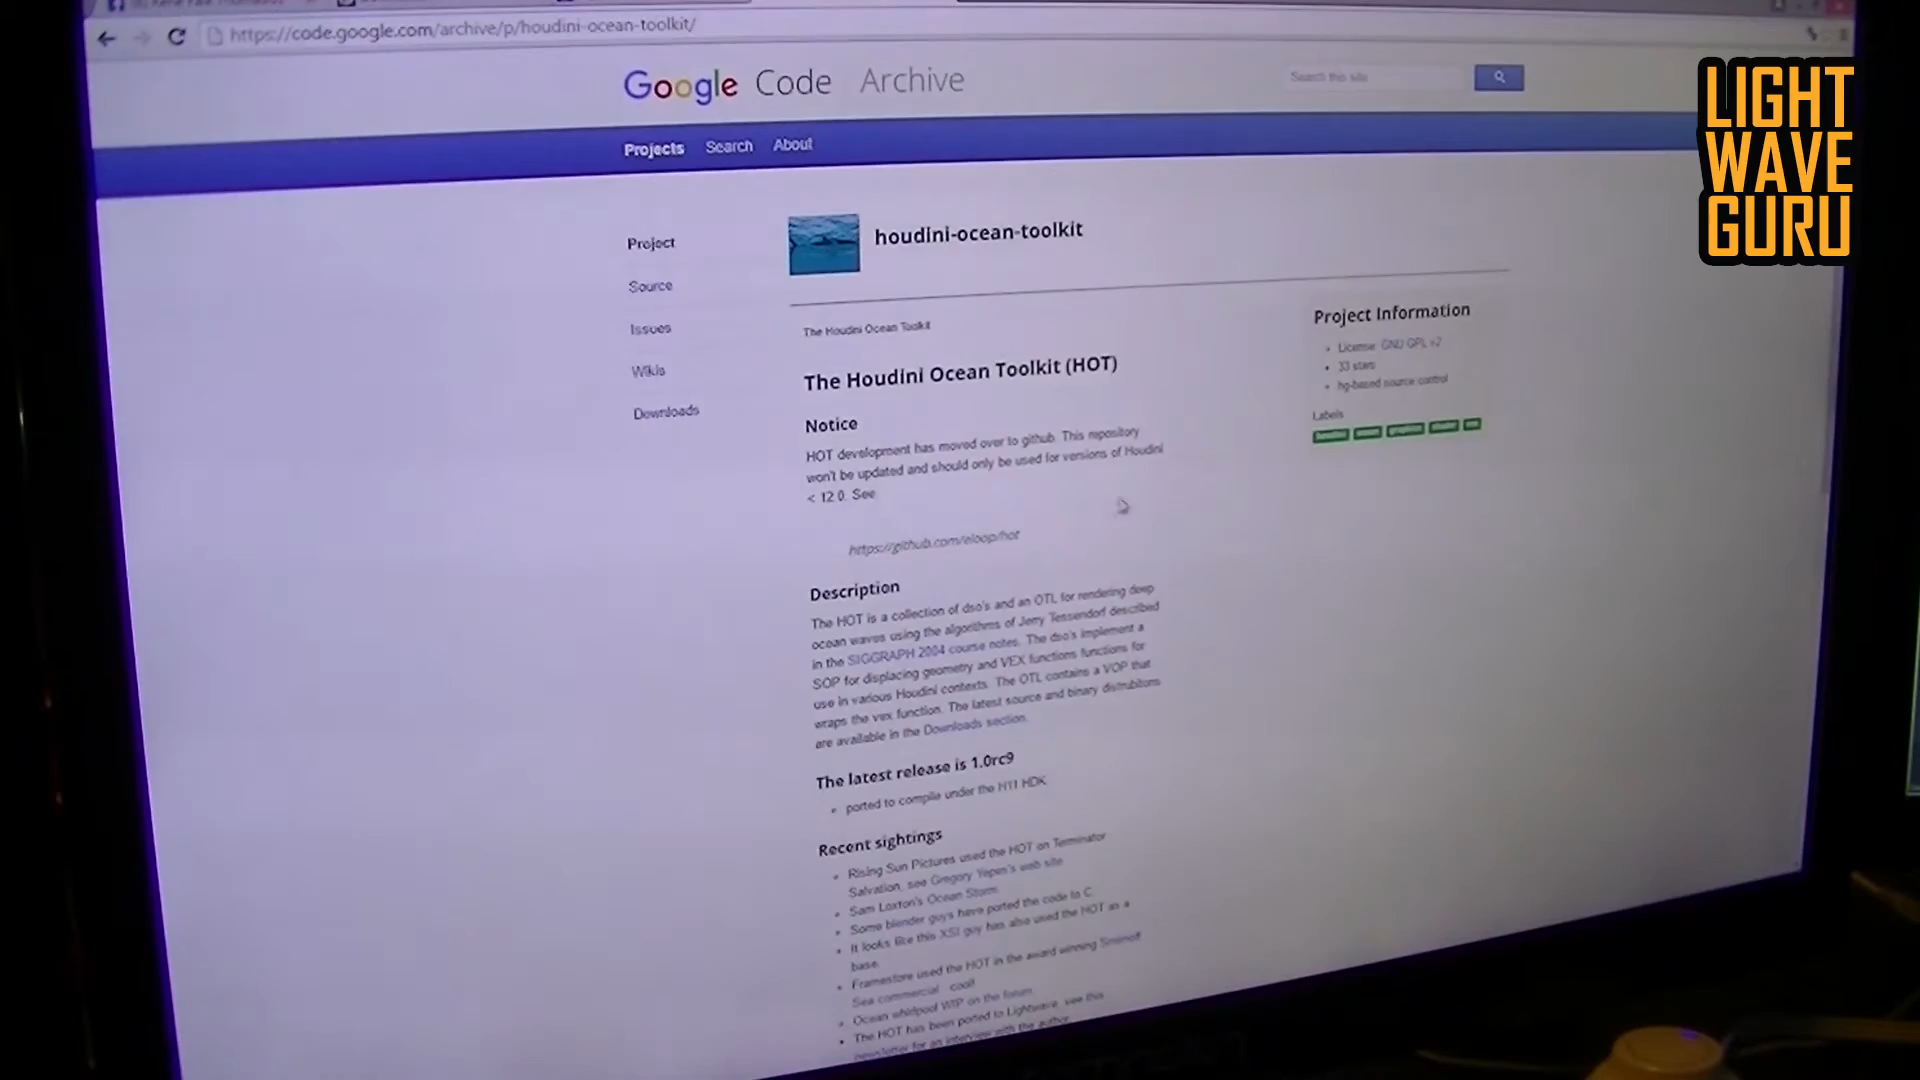 https://code.google.com/archive/p/houdini-ocean-toolkit/
Google Code Archive
Search this site
Projects Search About
LIGHT
WAVE
GURU
Project
Source
Issues
Wikis
Downloads
houdini-ocean-toolkit
The Houdini Ocean Toolkit
The Houdini Ocean Toolkit (HOT)
Notice
HOT development has moved over to github. This repository
won't be updated and should only be used for versions of Houdini
< 12.0. See
https://github.com/eloop/hot
Description
The HOT is a collection of dso's and an OTL for rendering deep
ocean waves using the algorithms of Jerry Tessendorf described
in the SIGGRAPH 2004 course notes. The dso's implement a
SOP for displacing geometry and VEX functions functions for
use in various Houdini contexts. The OTL contains a VOP that
wraps the vex function. The latest source and binary distrubitons
are available in the Downloads section.
The latest release is 1.0rc9
ported to compile under the H11 HDK.
Recent sightings
Rising Sun Pictures used the HOT on Terminator
Salvation, see Gregory Yepes's web site
Sam Loxton's Ocean Storm.
Some blender guys have ported the code to C.
It looks like this XSI guy has also used the HOT as a
base.
Framestore used the HOT in the award winning Smirnoff
Sea commercial cool!
Ocean whirlpool WIP on the forum.
The HOT has been ported to Lightwave, see this
newsletter for an interview with the author.
Project Information
License: GNU GPL v2
33 stars
hg-based source control
Labels